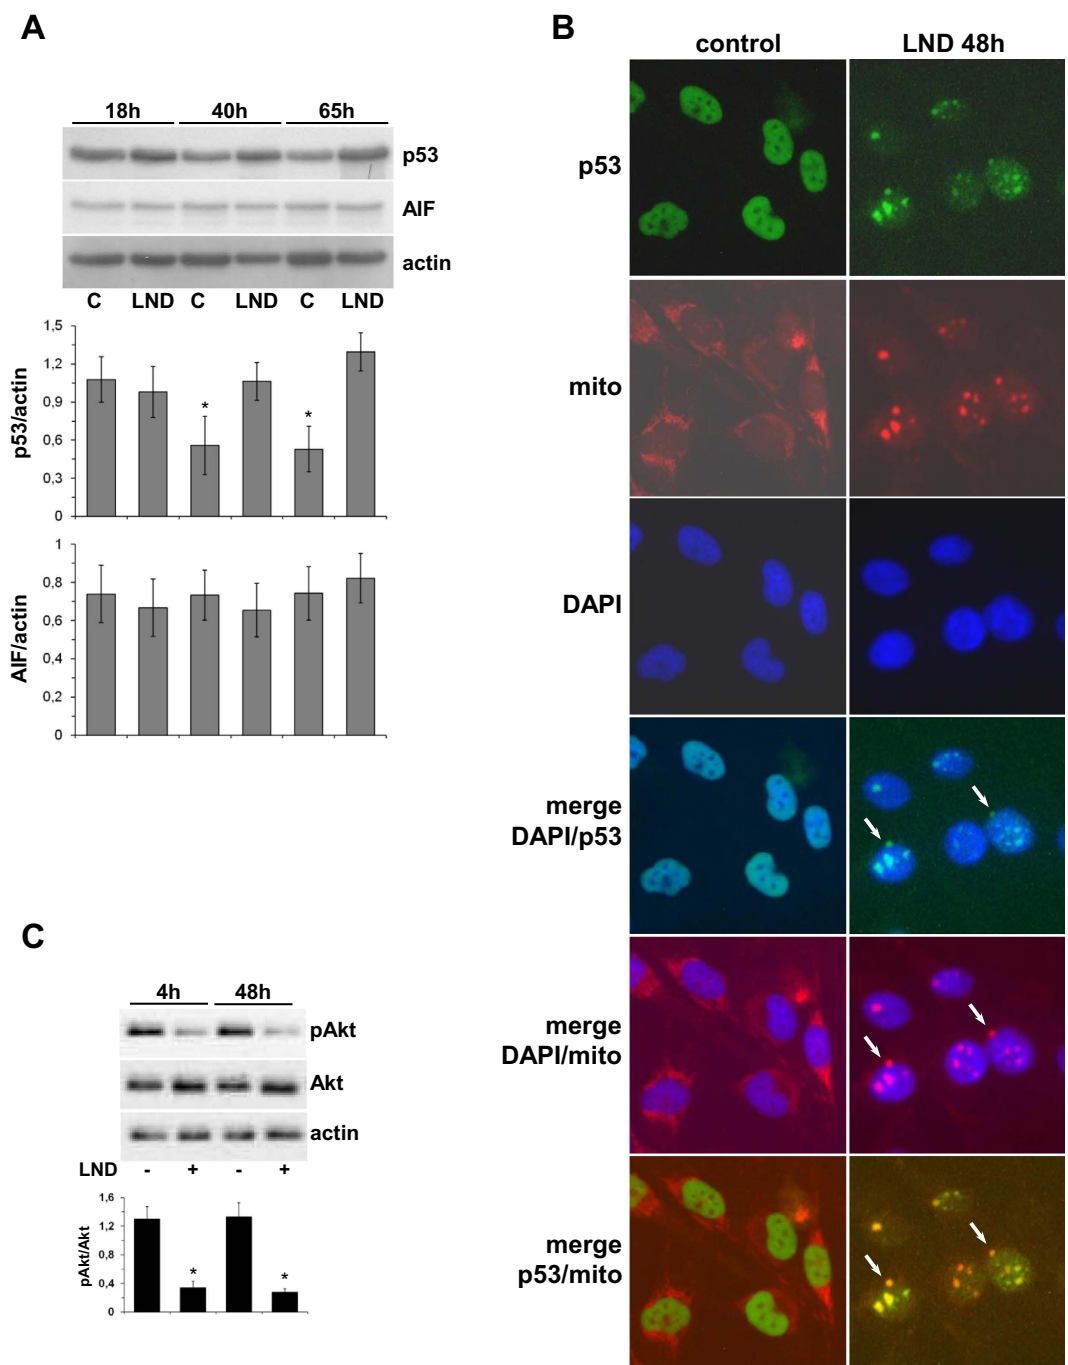 A
18h 40h 65h
p53
AIF
actin
C LND C LND C LND
1,5
1,2
0,9
0,6
0,3
0
p53/actin
* *
1
0,8
0,6
0,4
0,2
0
AIF/actin
B
control LND 48h
p53
mito
DAPI
merge
DAPI/p53
merge
DAPI/mito
merge
p53/mito
C
4h 48h
pAkt
Akt
actin
LND - + - +
1,6
1,2
0,8
0,4
0
pAkt/Akt
* *